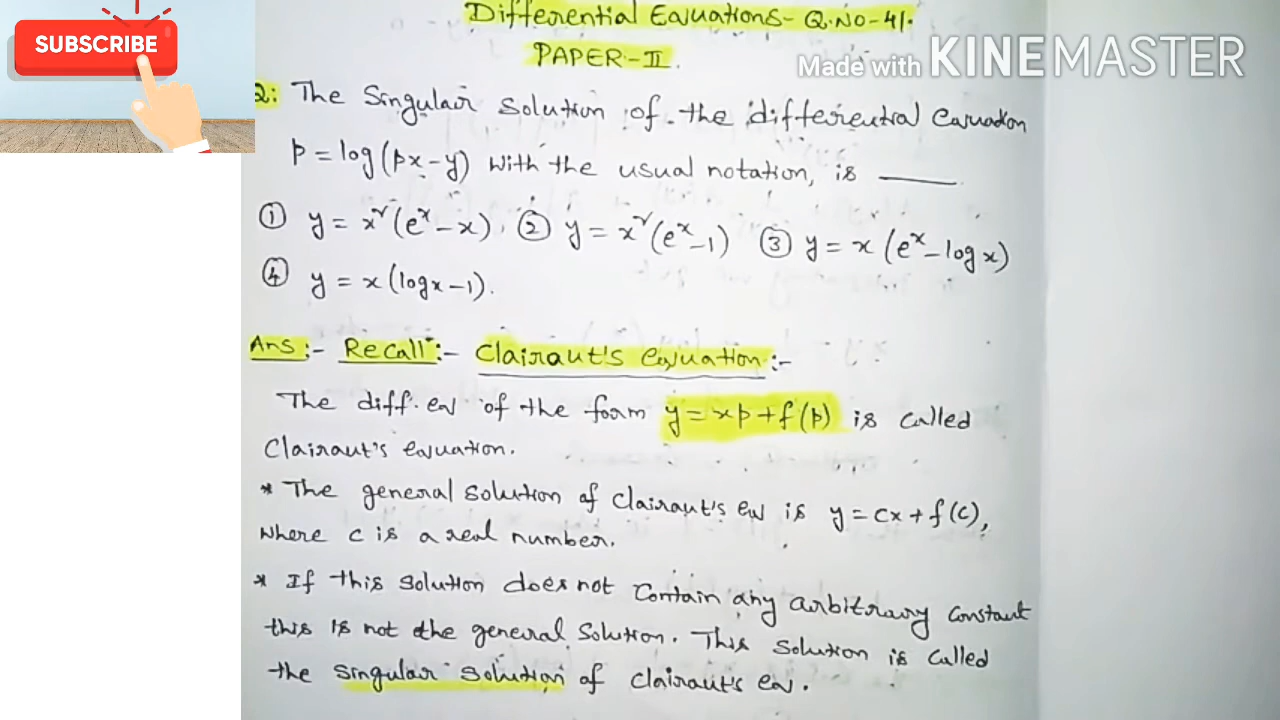 SUBSCRIBE
Differential Equations - Q.NO-41.
Made with KINEMASTER
PAPER-II.
Q: The Singular solution of the differential Equation
p = log(px-y) with the usual notation, is ____.
① y = x²(eˣ-x). ② y = x²(eˣ-1) ③ y = x(eˣ-log x)
④ y = x(log x-1).
Ans:- Recall:- Clairaut's equation:-
The diff.eq of the form y=xp+f(p) is called
Clairaut's equation.
* The general solution of clairaut's eq is y=cx+f(c),
where c is a real number.
* If this solution does not contain any arbitrary constant
this is not the general solution. This solution is called
the singular solution of clairaut's eq.